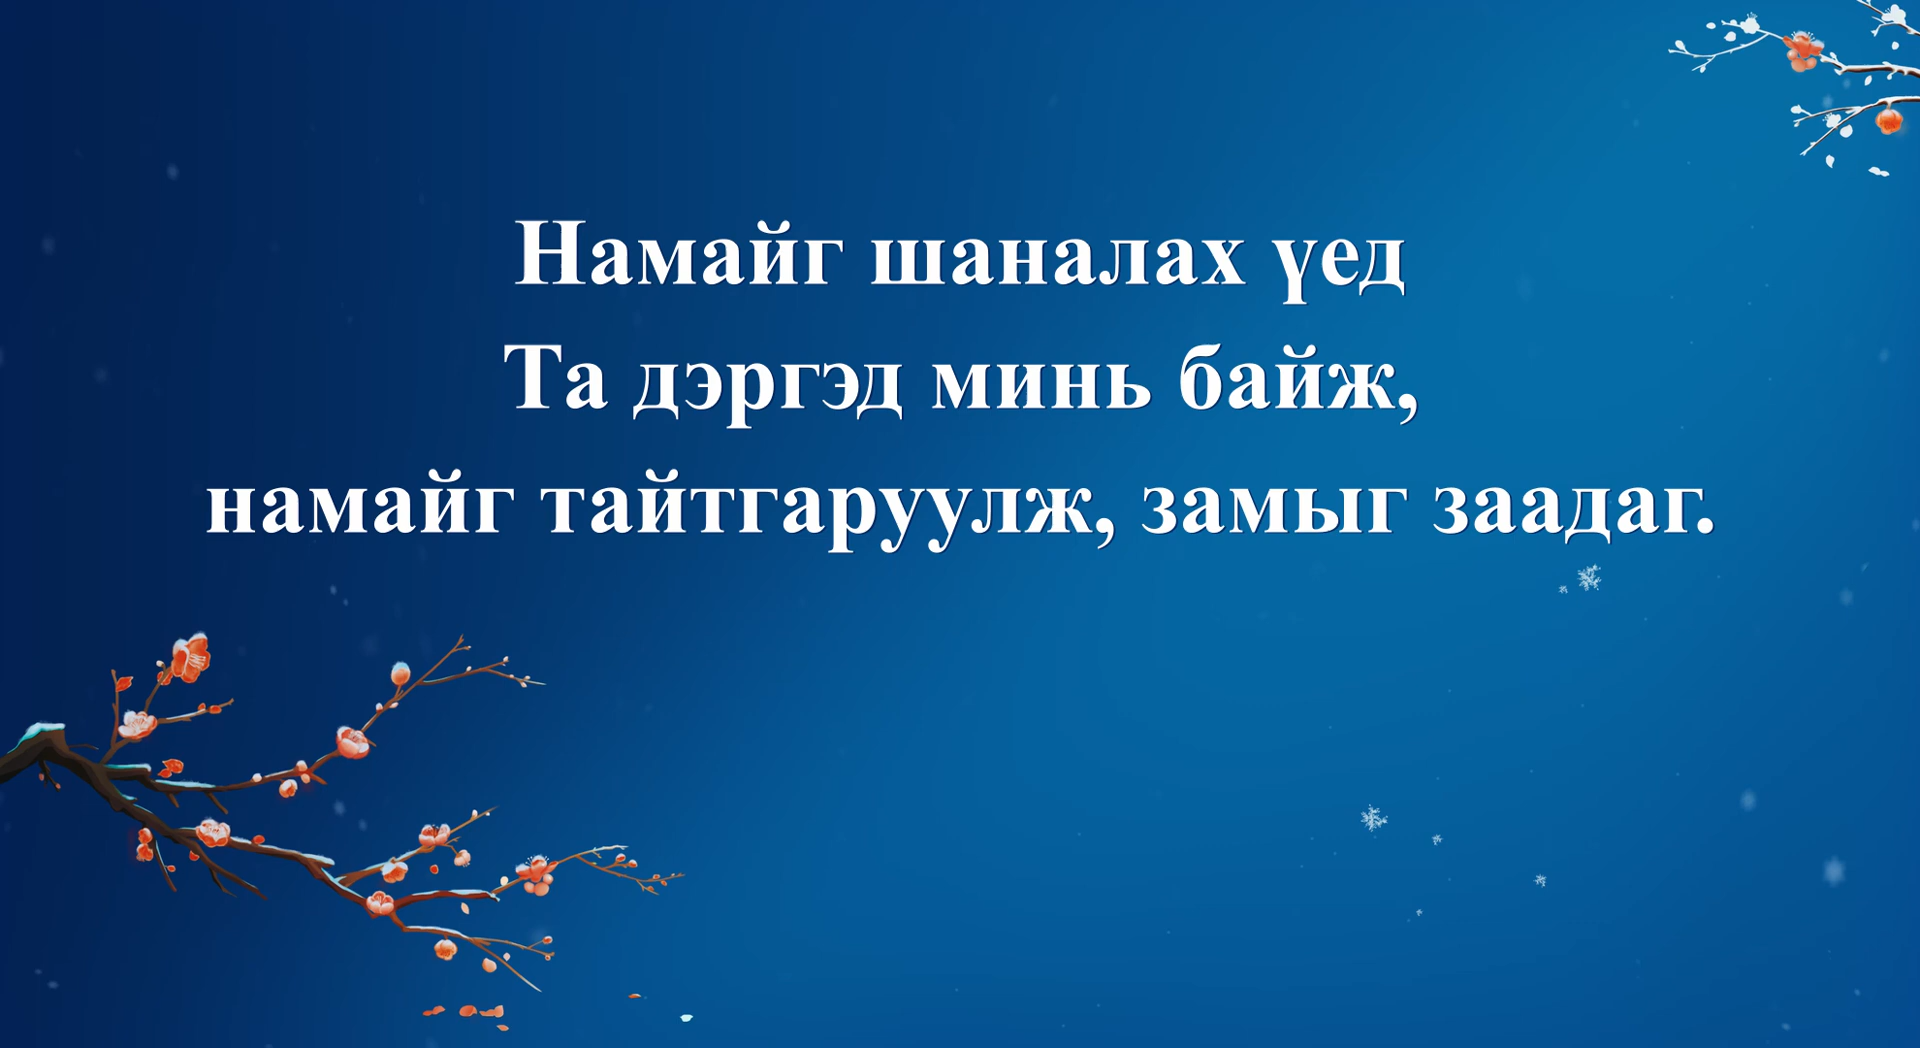 Намайг шаналах үед
Та дэргэд минь байж,
намайг тайтгаруулж, замыг заадаг.